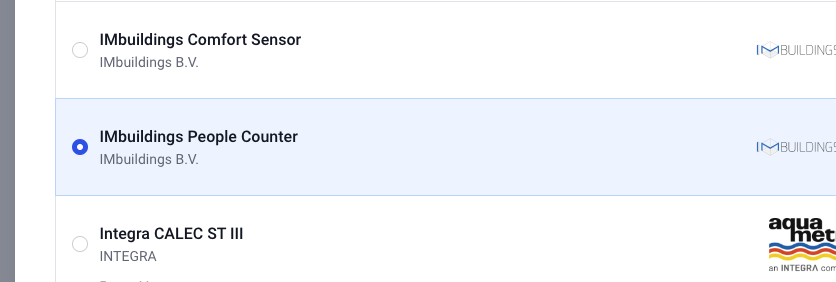 IMbuildings Comfort Sensor
IMbuildings B.V.
IMBUILDINGS
IMbuildings People Counter
IMbuildings B.V.
IMBUILDINGS
Integra CALEC ST III
INTEGRA
aqua
metr
an INTEGRA com